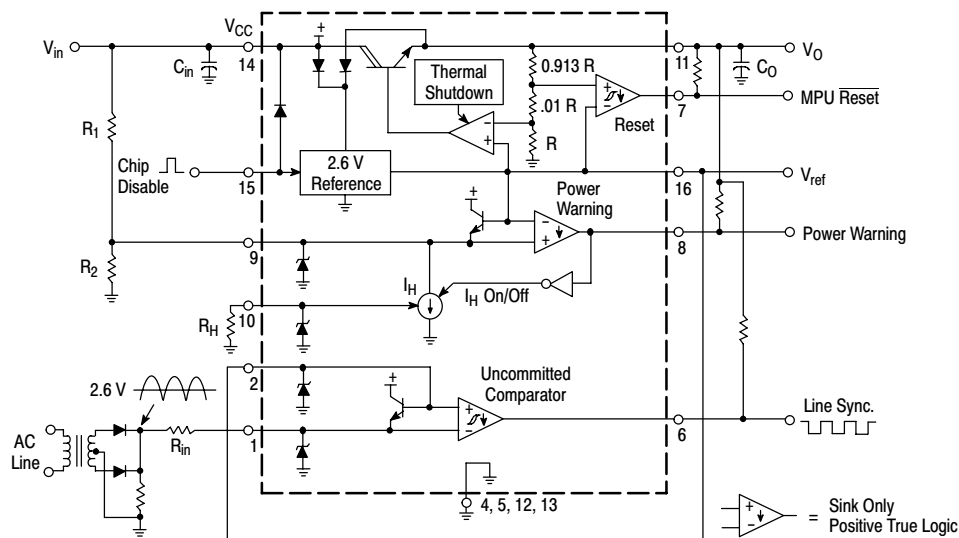 V_in
V_CC
14
C_in
+
Thermal
Shutdown
0.913 R
.01 R
R
−
+
+
−
Reset
11
C_O
V_O
7
MPU R̅e̅s̅e̅t̅
R_1
Chip
Disable
15
2.6 V
Reference
16
V_ref
+
Power
Warning
−
+
8
Power Warning
9
R_2
I_H
I_H On/Off
10
R_H
2
+
Uncommitted
Comparator
2.6 V
+
−
6
Line Sync.
AC
Line
R_in
1
4, 5, 12, 13
+
−
= Sink Only
Positive True Logic